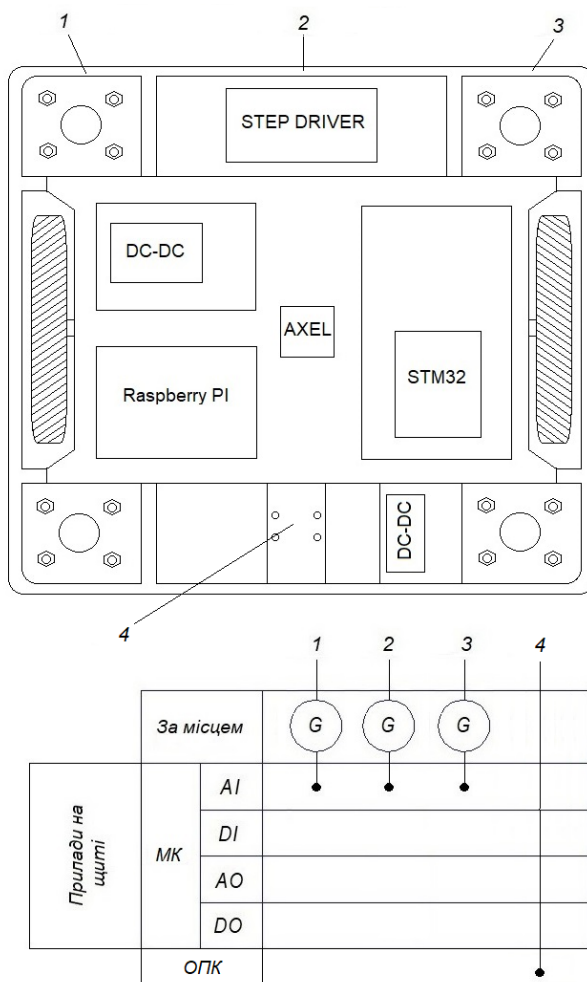 1
2
3
STEP DRIVER
DC-DC
AXEL
Raspberry PI
STM32
DC-DC
4
1
2
3
4
За місцем
G
G
G
Прилади на
щиті
МК
AI
DI
AO
DO
ОПК